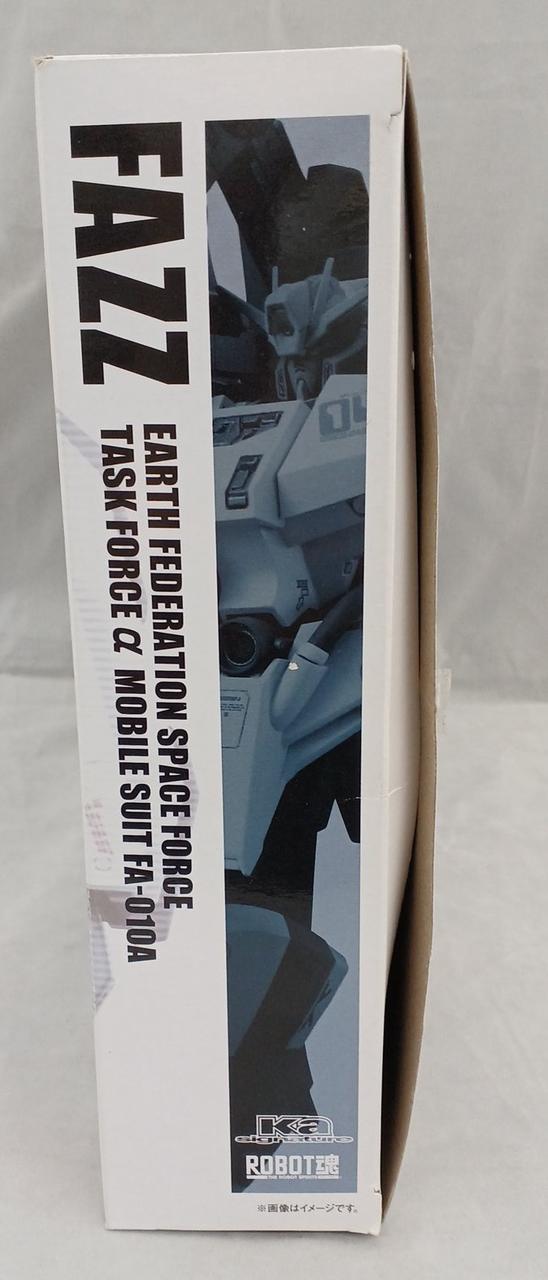 FAZZ
EARTH FEDERATION SPACE FORCE
TASK FORCE α MOBILE SUIT FA-010A
04
Ka
signature
ROBOT魂
THE ROBOT SPIRITS
※画像はイメージです。